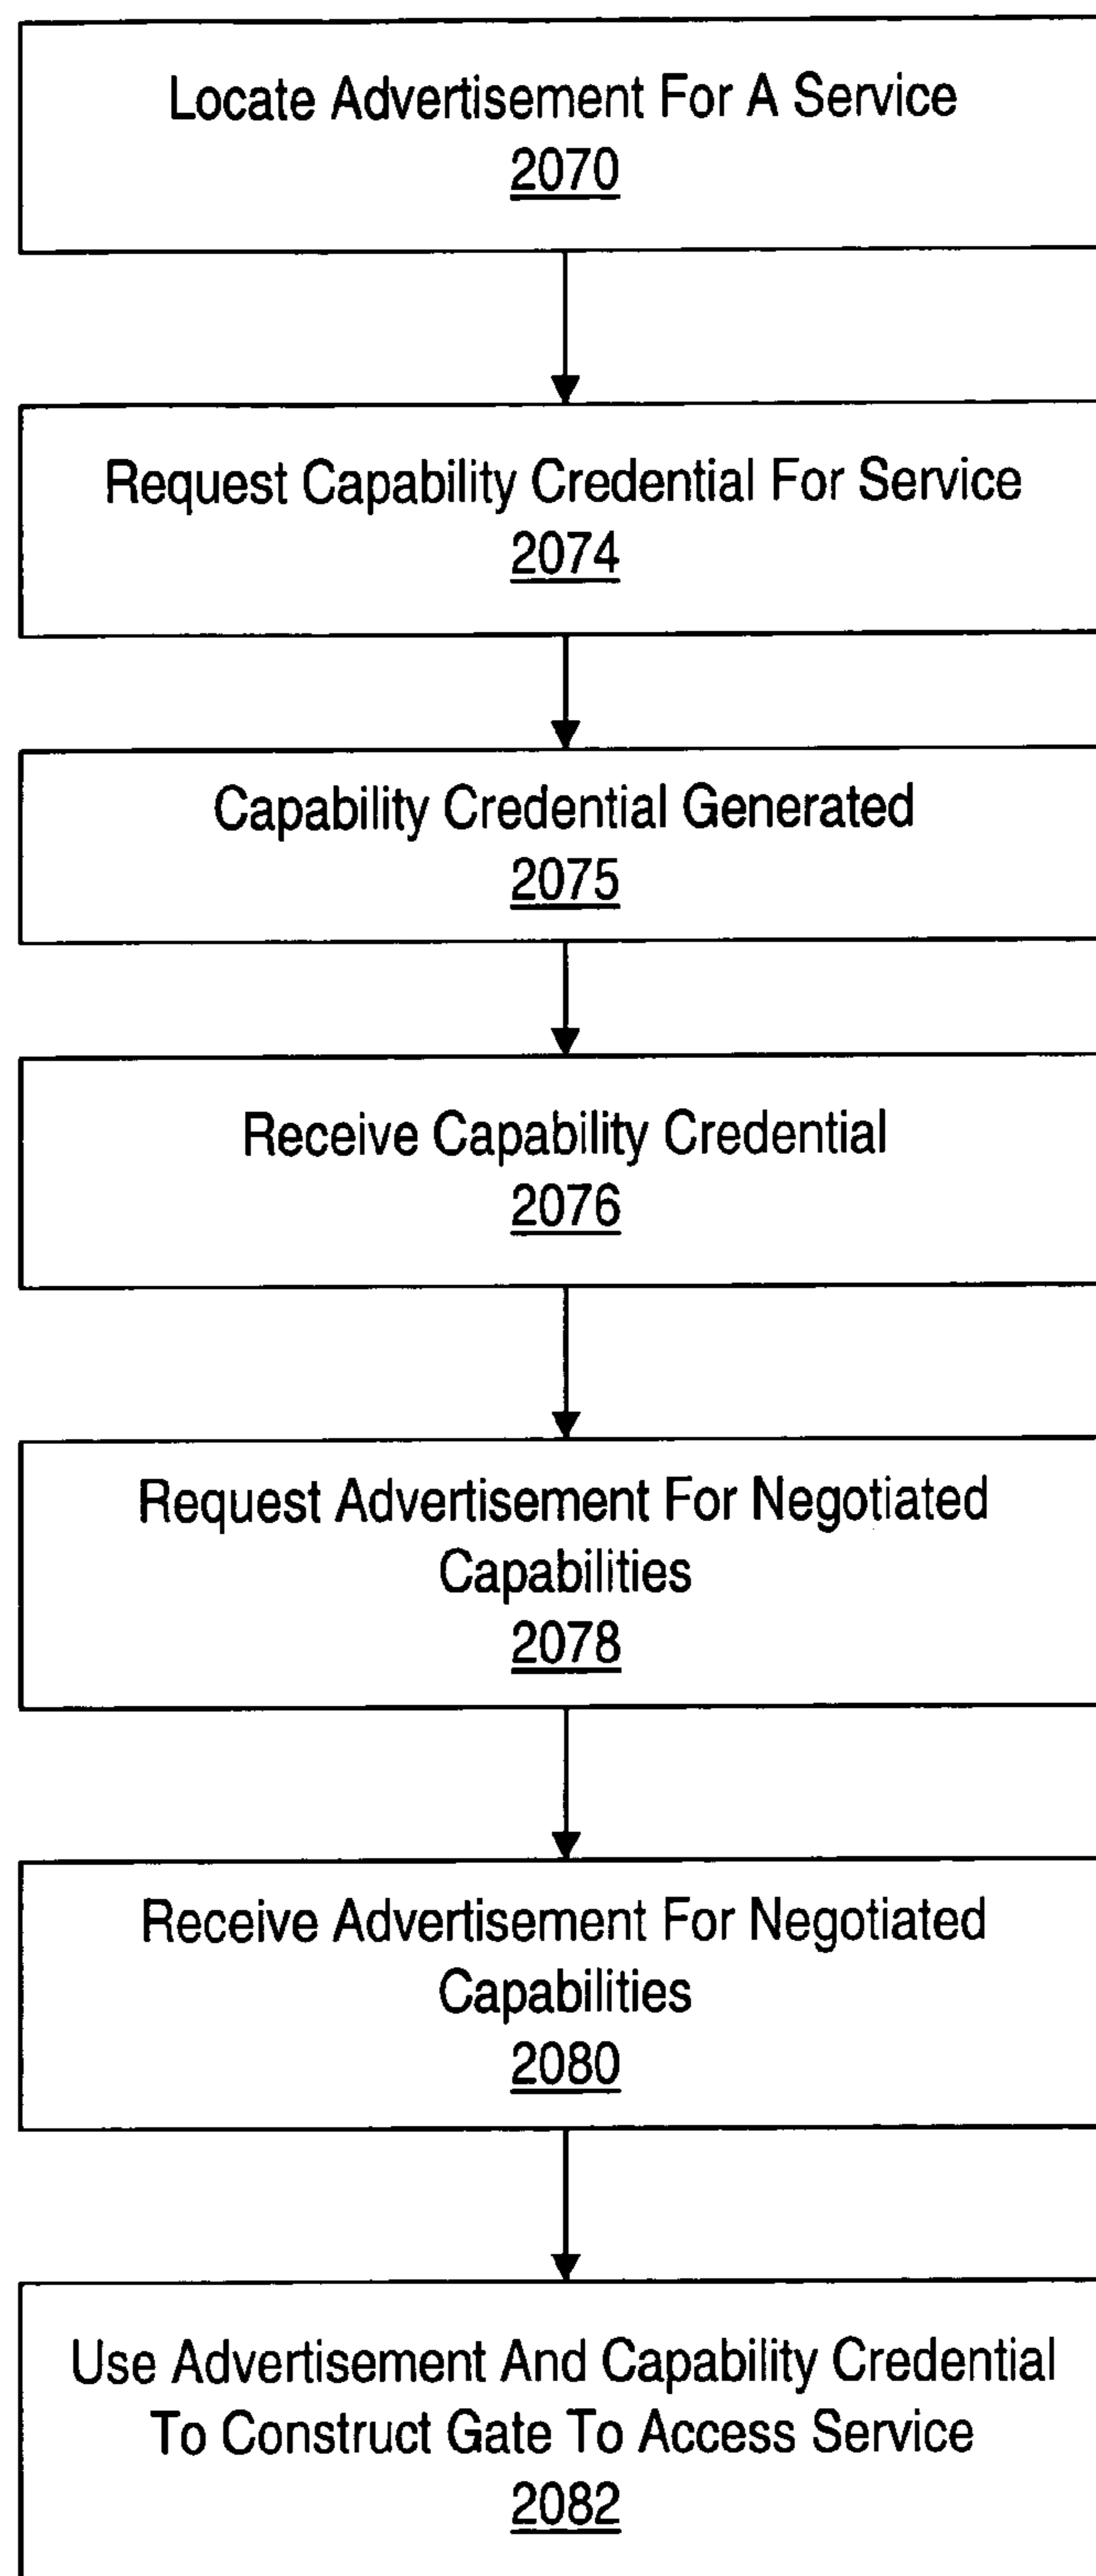 Locate Advertisement For A Service
2070
Request Capability Credential For Service
2074
Capability Credential Generated
2075
Receive Capability Credential
2076
Request Advertisement For Negotiated
Capabilities
2078
Receive Advertisement For Negotiated
Capabilities
2080
Use Advertisement And Capability Credential
To Construct Gate To Access Service
2082